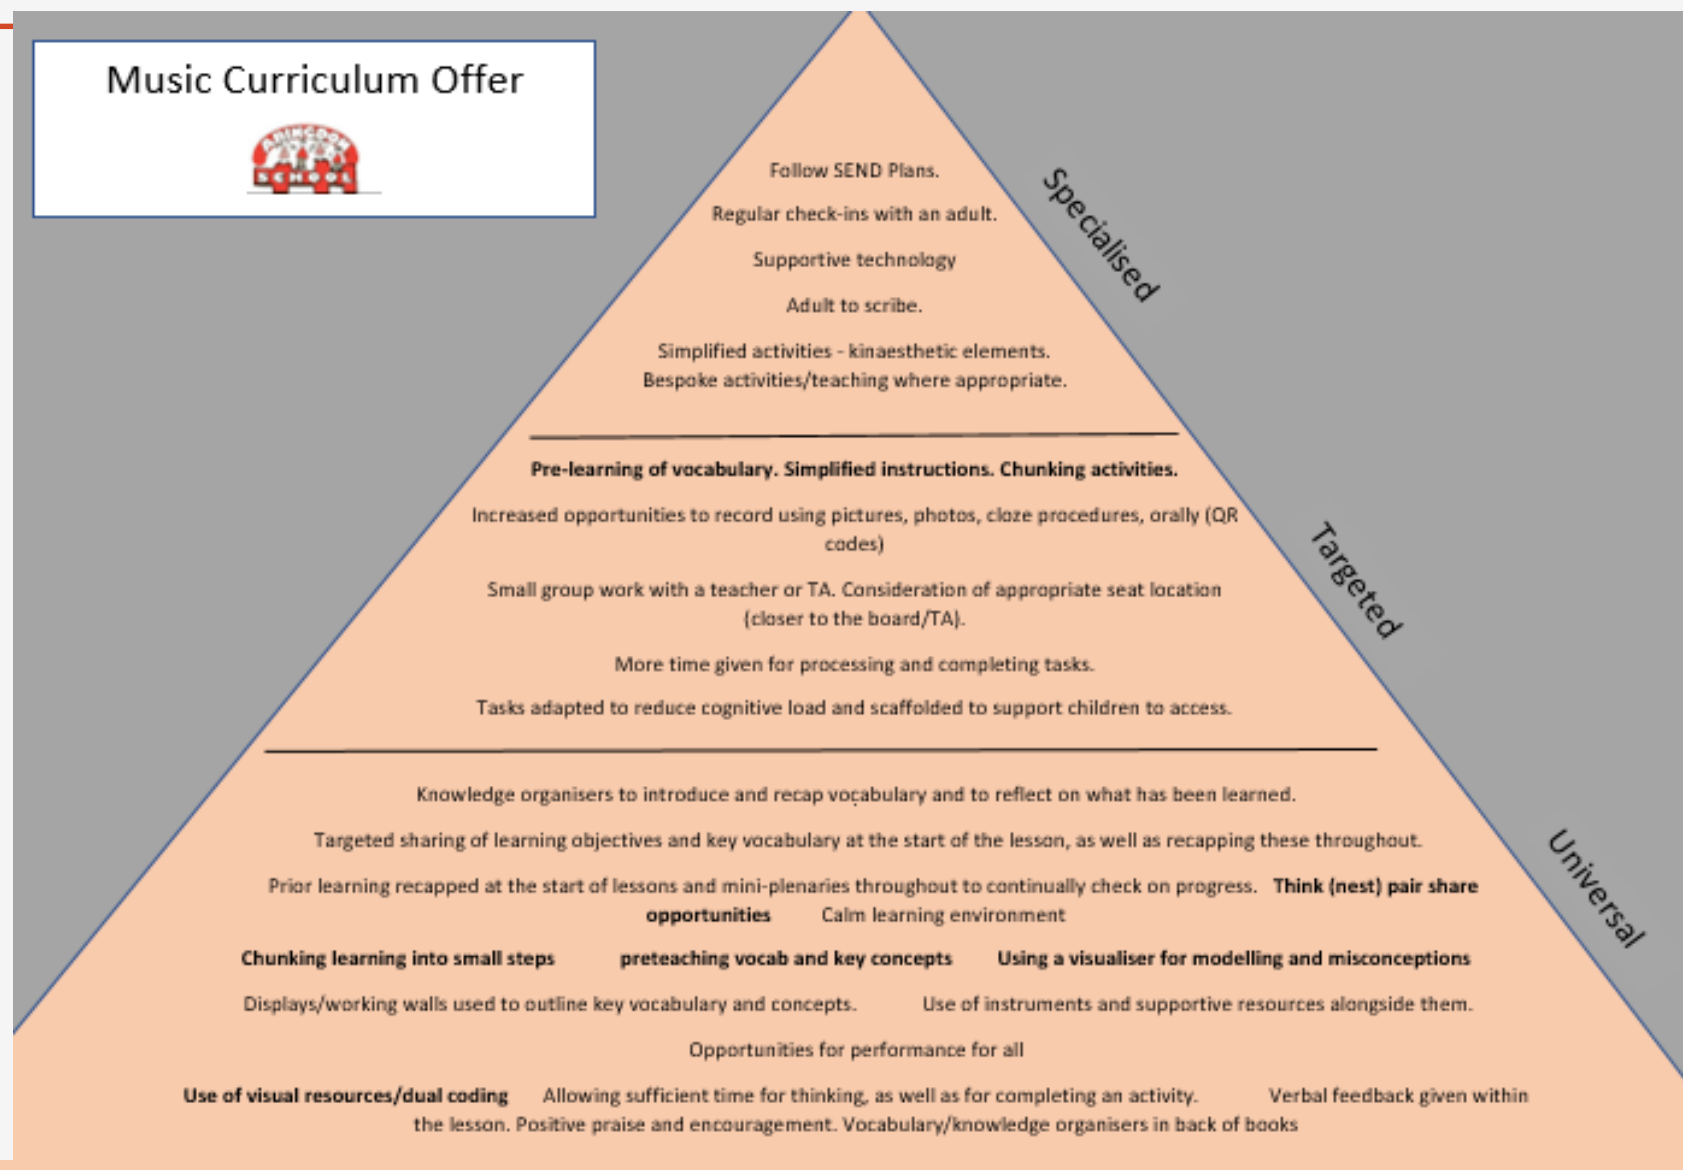 Music Curriculum Offer
ABINGDON
SCHOOL
Follow SEND Plans.
Regular check-ins with an adult.
Supportive technology
Adult to scribe.
Simplified activities - kinaesthetic elements.
Bespoke activities/teaching where appropriate.
Specialised
Pre-learning of vocabulary. Simplified instructions. Chunking activities.
Increased opportunities to record using pictures, photos, cloze procedures, orally (QR
codes)
Small group work with a teacher or TA. Consideration of appropriate seat location
(closer to the board/TA).
More time given for processing and completing tasks.
Tasks adapted to reduce cognitive load and scaffolded to support children to access.
Targeted
Knowledge organisers to introduce and recap vocabulary and to reflect on what has been learned.
Targeted sharing of learning objectives and key vocabulary at the start of the lesson, as well as recapping these throughout.
Prior learning recapped at the start of lessons and mini-plenaries throughout to continually check on progress. Think (nest) pair share
opportunities Calm learning environment
Chunking learning into small steps preteaching vocab and key concepts Using a visualiser for modelling and misconceptions
Displays/working walls used to outline key vocabulary and concepts. Use of instruments and supportive resources alongside them.
Opportunities for performance for all
Use of visual resources/dual coding Allowing sufficient time for thinking, as well as for completing an activity. Verbal feedback given within
the lesson. Positive praise and encouragement. Vocabulary/knowledge organisers in back of books
Universal